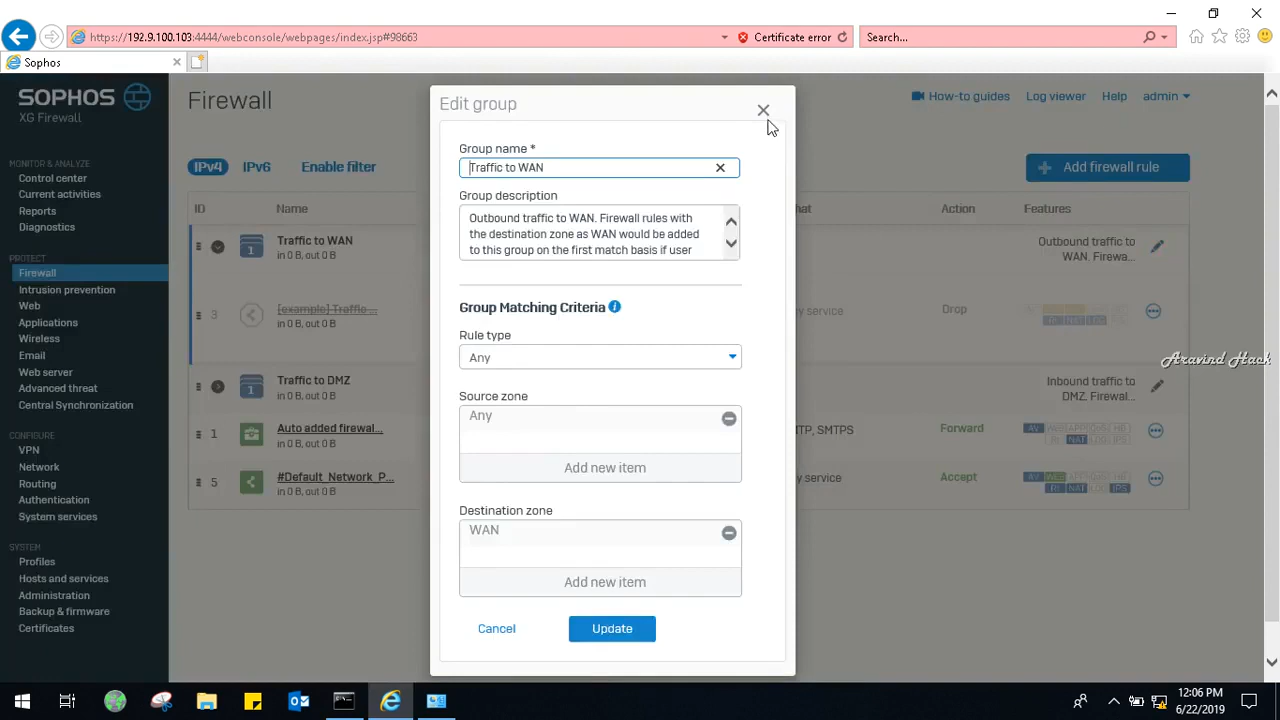 https://192.9.100.103:4444/webconsole/webpages/index.jsp#98663
Certificate error
Search...
Sophos
SOPHOS
XG Firewall
MONITOR & ANALYZE
Control center
Current activities
Reports
Diagnostics
PROTECT
Firewall
Intrusion prevention
Web
Applications
Wireless
Email
Web server
Advanced threat
Central Synchronization
CONFIGURE
VPN
Network
Routing
Authentication
System services
SYSTEM
Profiles
Hosts and services
Administration
Backup & firmware
Certificates
Firewall
How-to guides
Log viewer
Help
admin
IPv4
IPv6
Enable filter
Add firewall rule
ID
Name
hat
Action
Features
1
Traffic to WAN
in 0 B, out 0 B
Outbound traffic to
WAN. Firewa...
3
[example] Traffic ...
in 0 B, out 0 B
y service
Drop
1
Traffic to DMZ
in 0 B, out 0 B
Inbound traffic to
DMZ. Firewal...
1
Auto added firewal...
in 0 B, out 0 B
TP, SMTPS
Forward
AV
NAT
5
#Default_Network_P...
in 0 B, out 0 B
y service
Accept
Edit group
Group name *
Traffic to WAN
Group description
Outbound traffic to WAN. Firewall rules with
the destination zone as WAN would be added
to this group on the first match basis if user
Group Matching Criteria
Rule type
Any
Source zone
Any
Add new item
Destination zone
WAN
Add new item
Cancel
Update
Aravind Hack
12:06 PM
6/22/2019